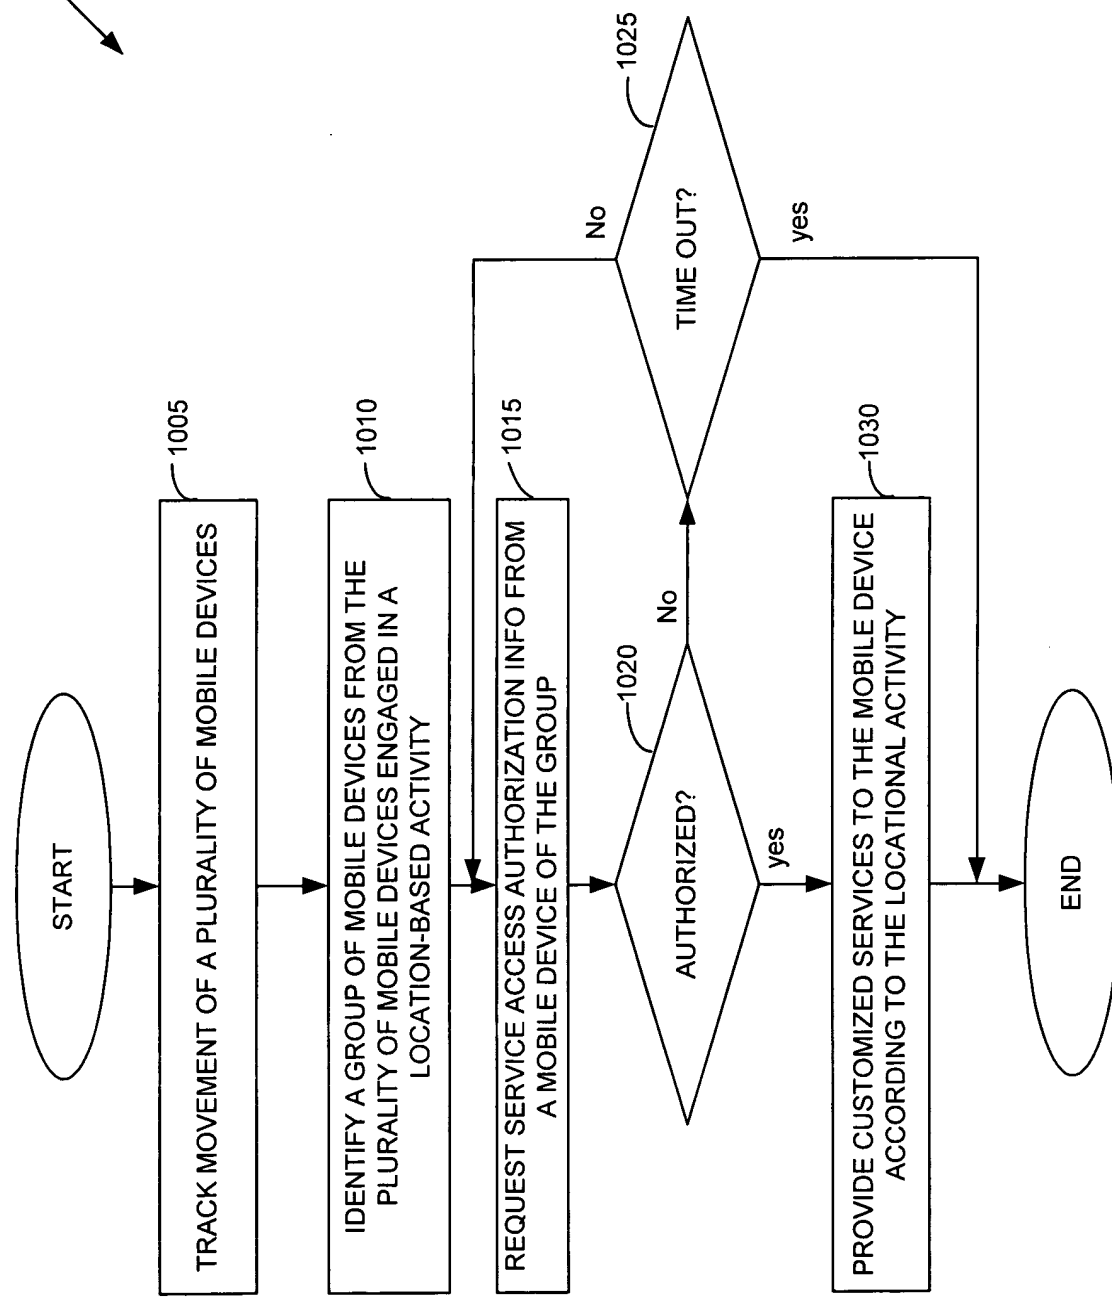 START
TRACK MOVEMENT OF A PLURALITY OF MOBILE DEVICES
1005
IDENTIFY A GROUP OF MOBILE DEVICES FROM THE
PLURALITY OF MOBILE DEVICES ENGAGED IN A
LOCATION-BASED ACTIVITY
1010
REQUEST SERVICE ACCESS AUTHORIZATION INFO FROM
A MOBILE DEVICE OF THE GROUP
1015
AUTHORIZED?
1020
No
TIME OUT?
1025
No
yes
yes
PROVIDE CUSTOMIZED SERVICES TO THE MOBILE DEVICE
ACCORDING TO THE LOCATIONAL ACTIVITY
1030
END